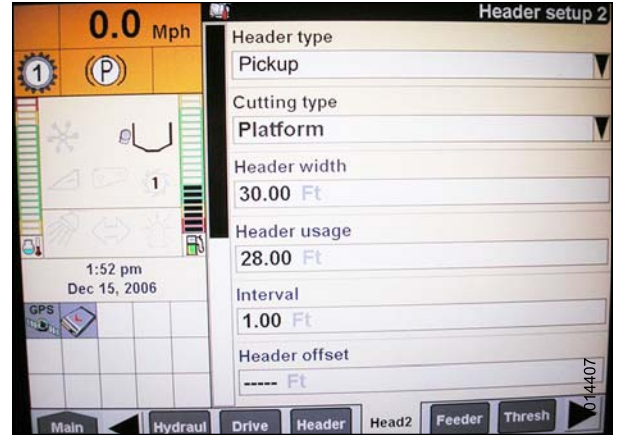 0.0 Mph
Header setup 2
1
(P)
Header type
Pickup
Cutting type
Platform
Header width
30.00 Ft
Header usage
28.00 Ft
Interval
1.00 Ft
Header offset
----- Ft
1
1:52 pm
Dec 15, 2006
GPS
Main
Hydraul
Drive
Header
Head2
Feeder
Thresh
1014407